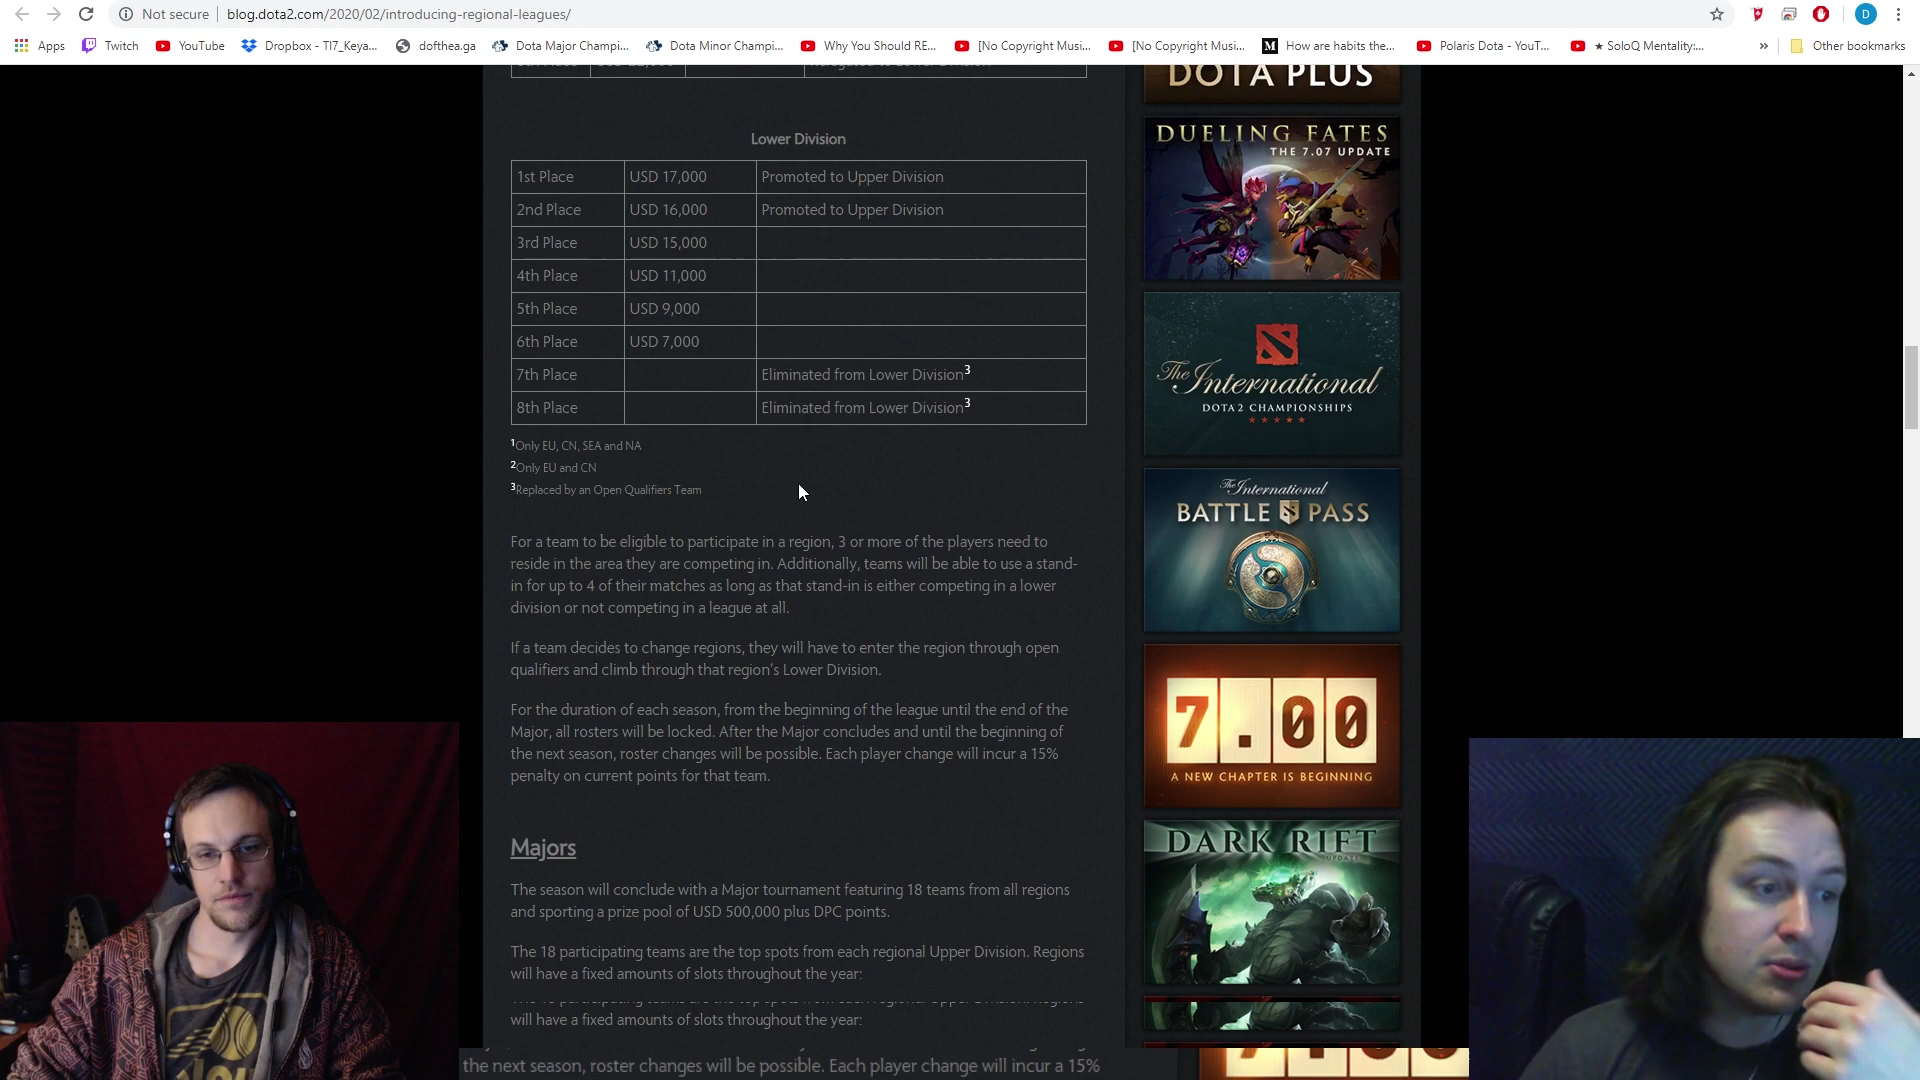 Not secure
blog.dota2.com/2020/02/introducing-regional-leagues/
D
Apps
Twitch
YouTube
Dropbox - TI7_Keya...
dofthea.ga
Dota Major Champi...
Dota Minor Champi...
Why You Should RE...
[No Copyright Musi...
[No Copyright Musi...
How are habits the...
Polaris Dota - YouT...
★ SoloQ Mentality:...
»
Other bookmarks
DOTA PLUS
Lower Division
1st Place USD 17,000 Promoted to Upper Division
2nd Place USD 16,000 Promoted to Upper Division
3rd Place USD 15,000
4th Place USD 11,000
5th Place USD 9,000
6th Place USD 7,000
7th Place Eliminated from Lower Division3
8th Place Eliminated from Lower Division3
1Only EU, CN, SEA and NA
2Only EU and CN
3Replaced by an Open Qualifiers Team
For a team to be eligible to participate in a region, 3 or more of the players need to
reside in the area they are competing in. Additionally, teams will be able to use a stand-
in for up to 4 of their matches as long as that stand-in is either competing in a lower
division or not competing in a league at all.
If a team decides to change regions, they will have to enter the region through open
qualifiers and climb through that region's Lower Division.
For the duration of each season, from the beginning of the league until the end of the
Major, all rosters will be locked. After the Major concludes and until the beginning of
the next season, roster changes will be possible. Each player change will incur a 15%
penalty on current points for that team.
Majors
The season will conclude with a Major tournament featuring 18 teams from all regions
and sporting a prize pool of USD 500,000 plus DPC points.
The 18 participating teams are the top spots from each regional Upper Division. Regions
will have a fixed amounts of slots throughout the year:
will have a fixed amounts of slots throughout the year:
the next season, roster changes will be possible. Each player change will incur a 15%
DUELING FATES
THE 7.07 UPDATE
The International
DOTA 2 CHAMPIONSHIPS
The International
BATTLE PASS
7.00
A NEW CHAPTER IS BEGINNING
DARK RIFT
UPDATE